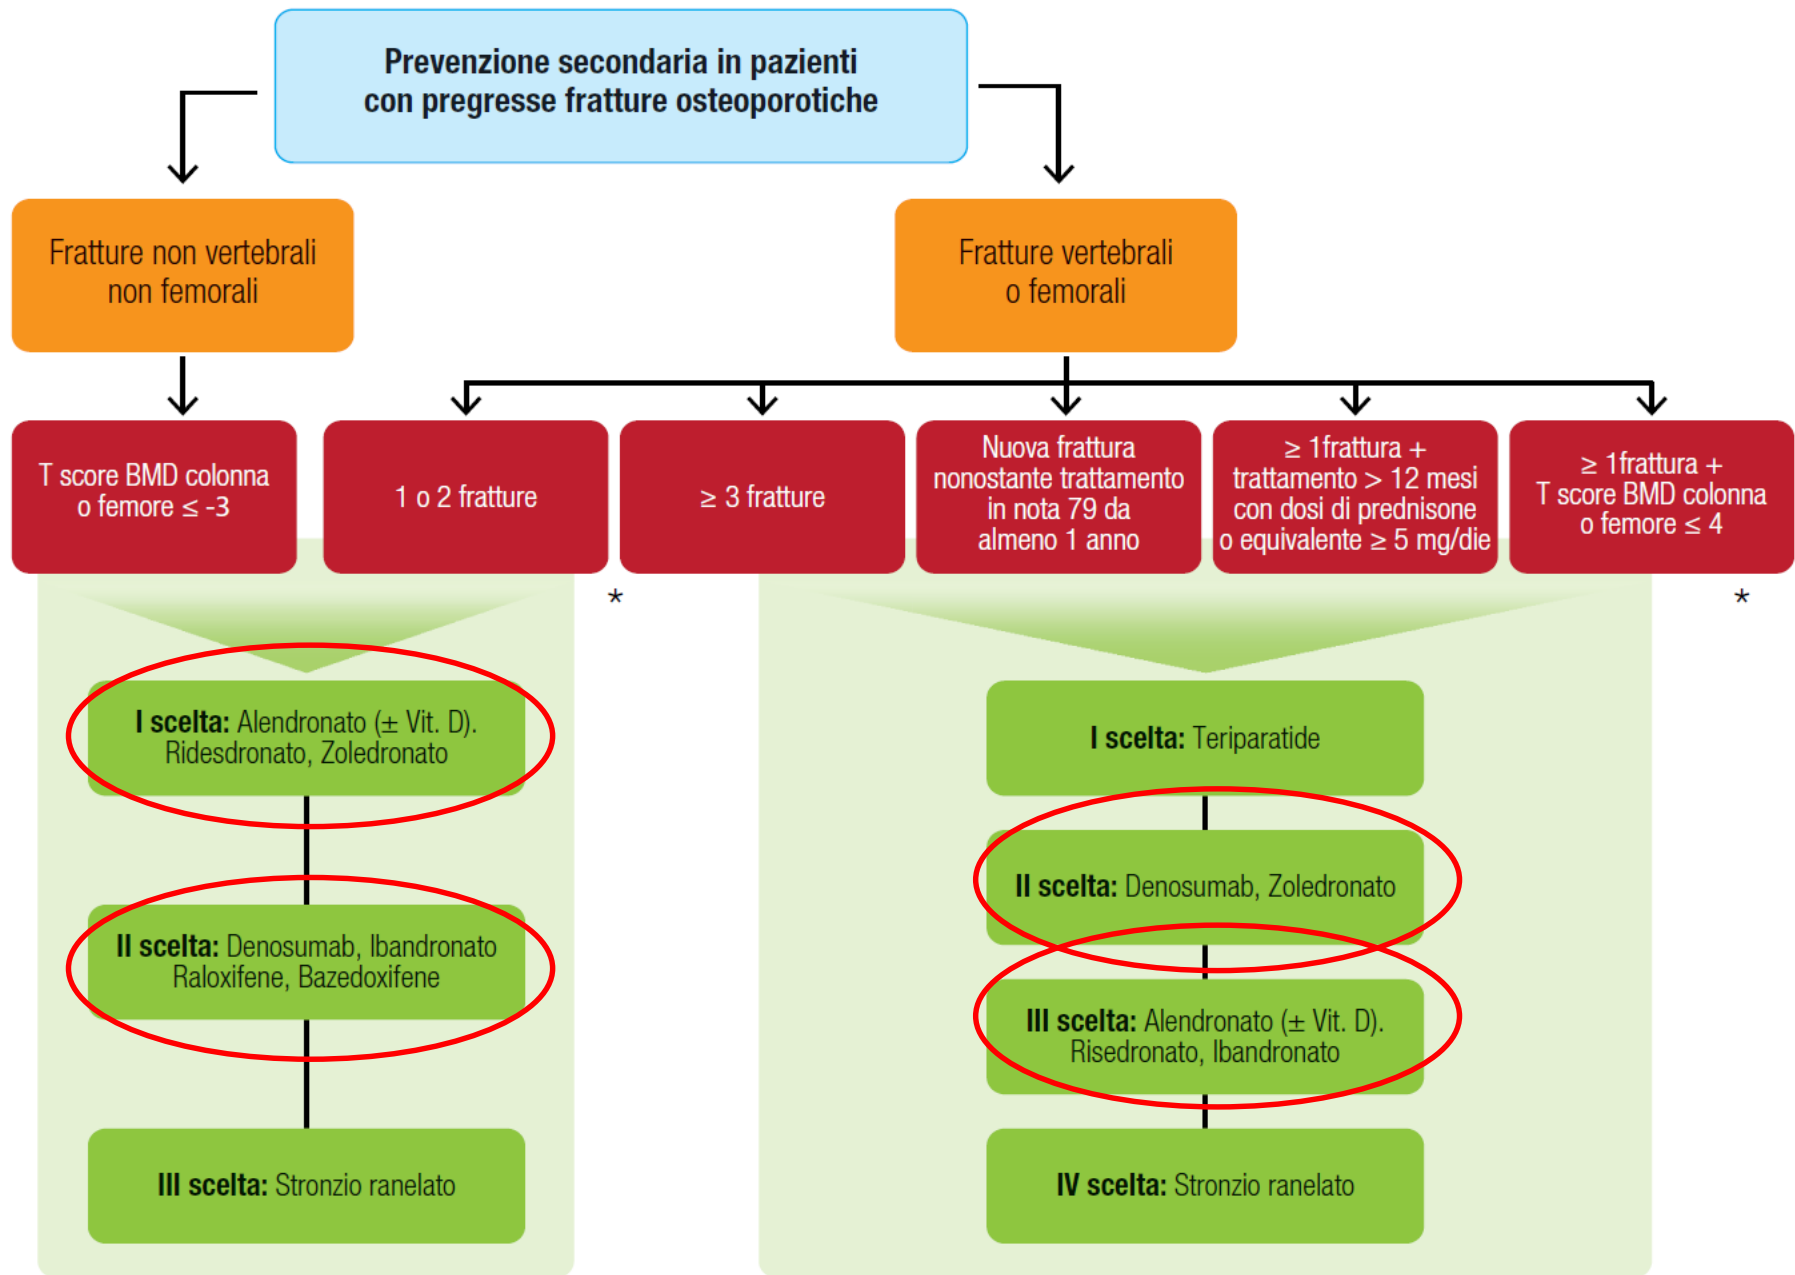 Prevenzione secondaria in pazienti
con pregresse fratture osteoporotiche
Fratture non vertebrali
non femorali
Fratture vertebrali
o femorali
T score BMD colonna
o femore ≤ -3
1 o 2 fratture
≥ 3 fratture
Nuova frattura
nonostante trattamento
in nota 79 da
almeno 1 anno
≥ 1frattura +
trattamento > 12 mesi
con dosi di prednisone
o equivalente ≥ 5 mg/die
≥ 1frattura +
T score BMD colonna
o femore ≤ 4
*
*
I scelta: Alendronato (± Vit. D).
Ridesdronato, Zoledronato
II scelta: Denosumab, Ibandronato
Raloxifene, Bazedoxifene
III scelta: Stronzio ranelato
I scelta: Teriparatide
II scelta: Denosumab, Zoledronato
III scelta: Alendronato (± Vit. D).
Risedronato, Ibandronato
IV scelta: Stronzio ranelato